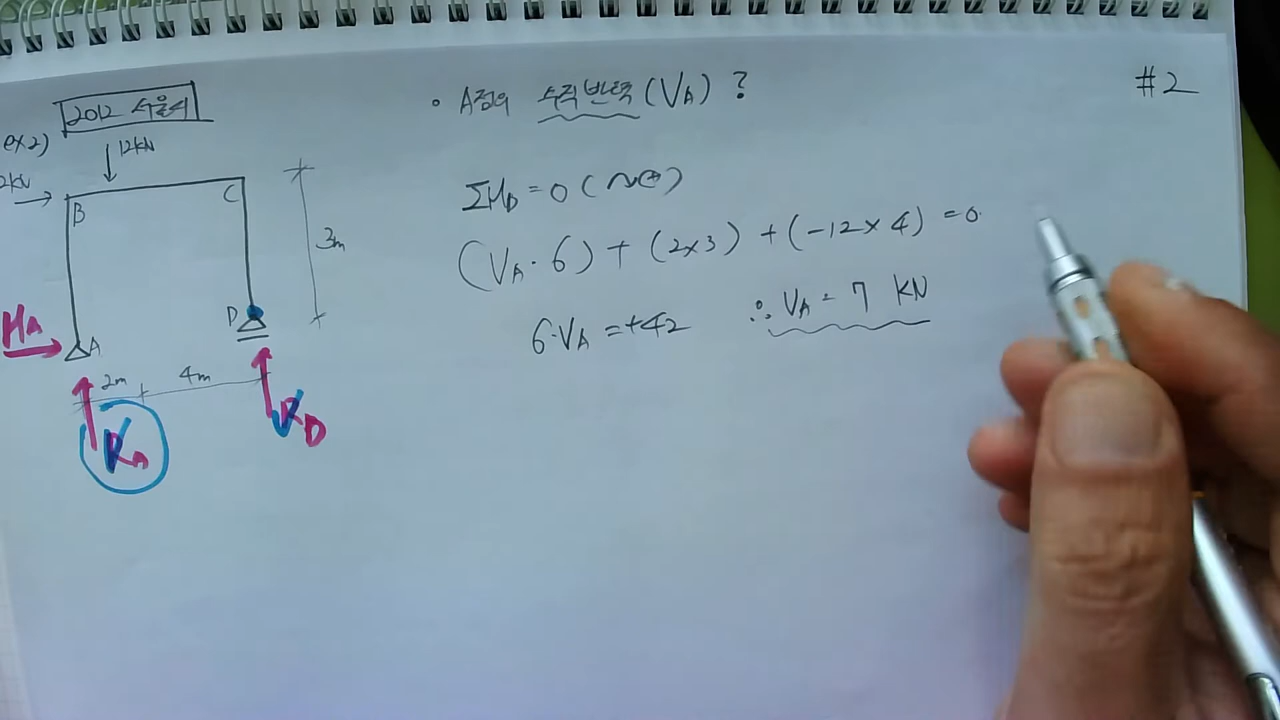 2012 서울시
ex2)
12kN
2kN
B
C
3m
HA
A
D
2m
4m
VA
VD
• A점의 수직반력(VA)?
#2
ΣMD=0(↷⊕)
(VA·6)+(2×3)+(-12×4)=0
6·VA=+42
∴VA=7 KN